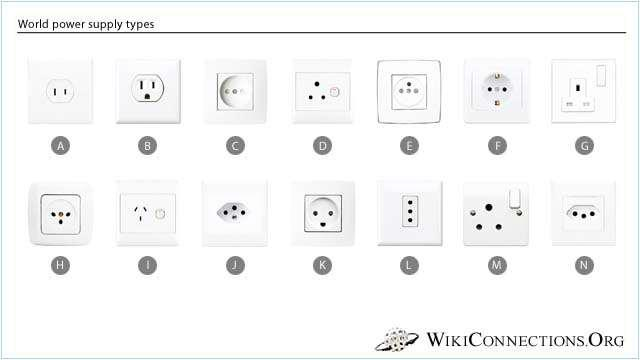 World power supply types
A B C D E F G
H I J K L M N
WikiConnections.Org